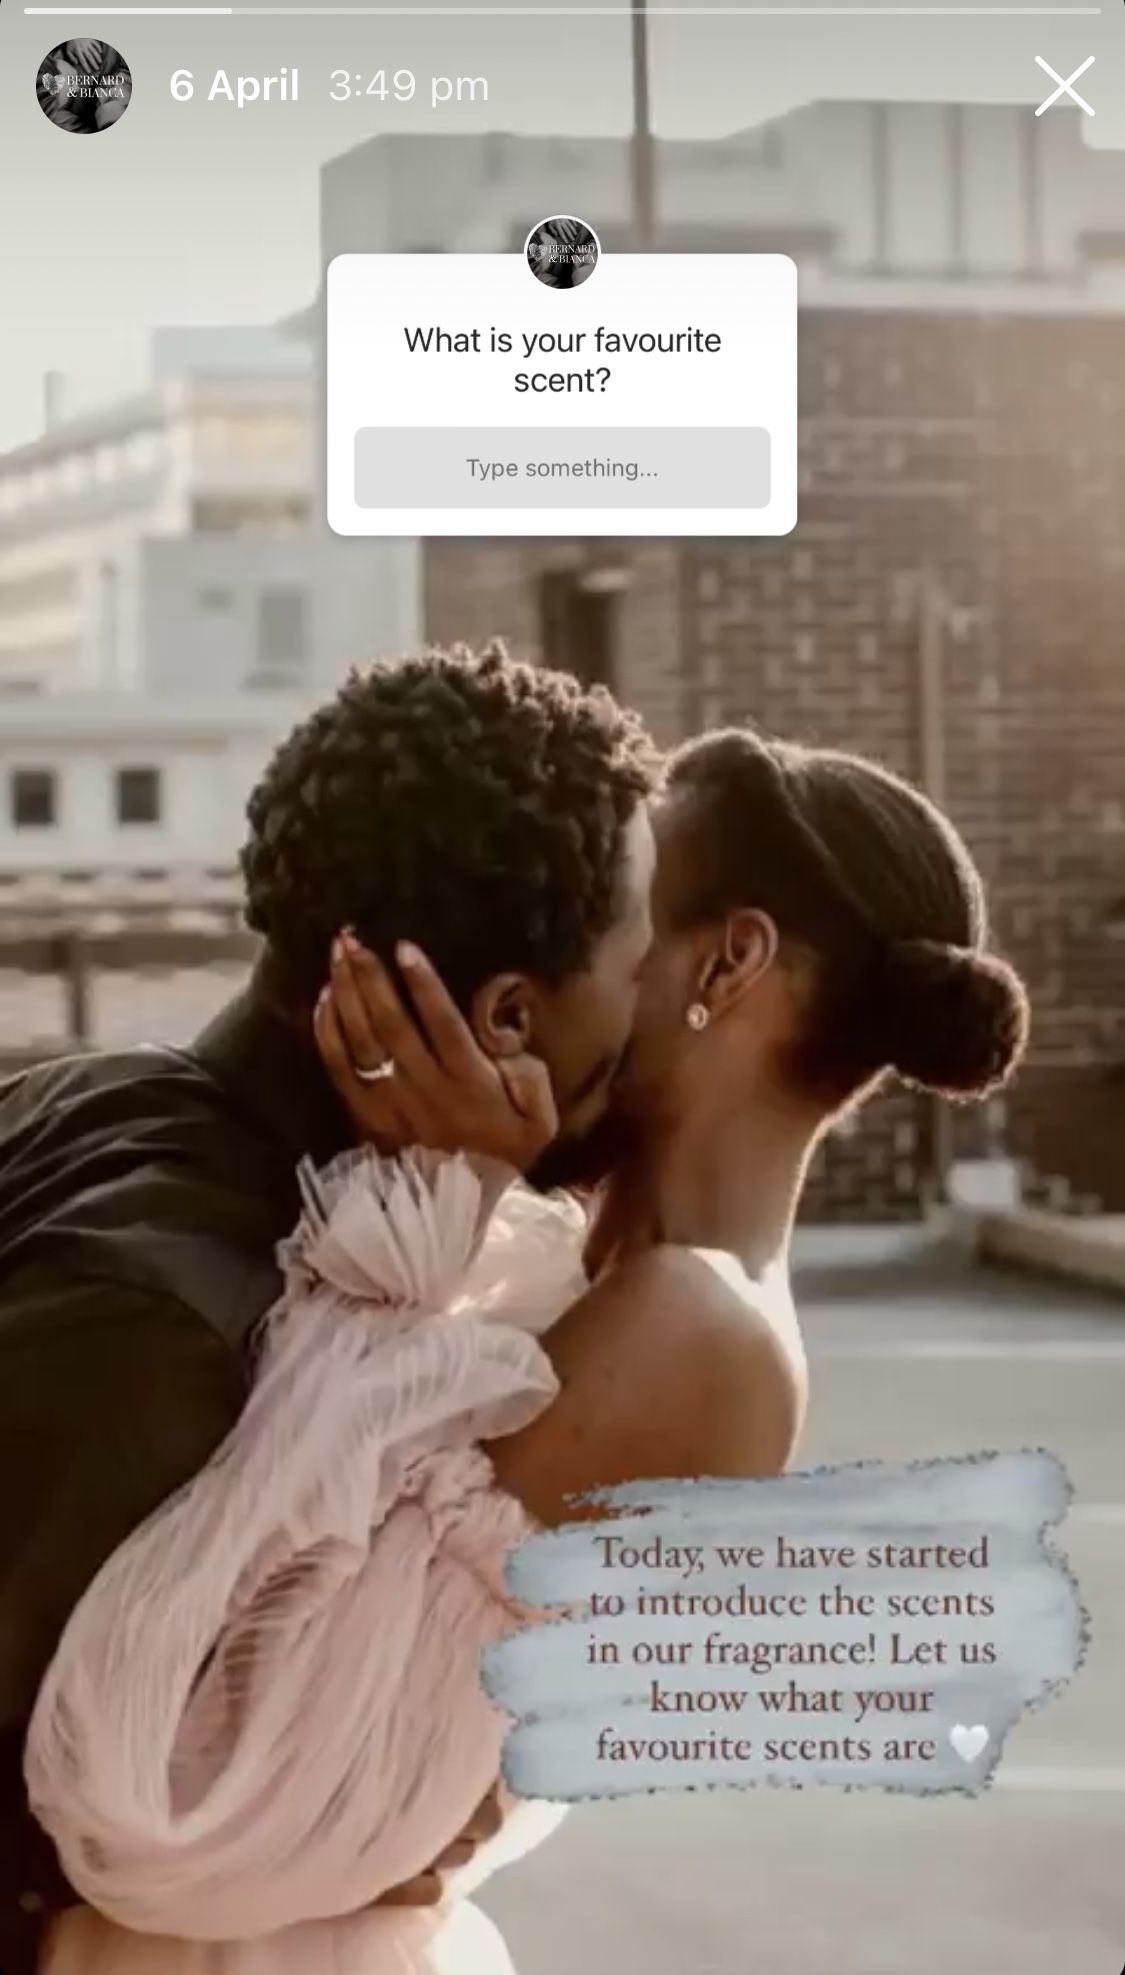 BERNARD
& BIANCA
6 April 3:49 pm
BERNARD
& BIANCA
What is your favourite
scent?
Type something...
Today, we have started
to introduce the scents
in our fragrance! Let us
know what your
favourite scents are 🤍